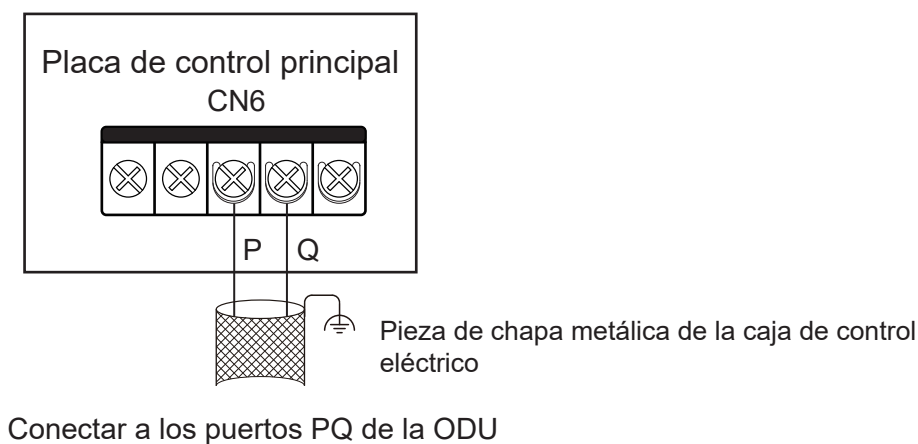 Placa de control principal
CN6
P Q
Pieza de chapa metálica de la caja de control
eléctrico
Conectar a los puertos PQ de la ODU